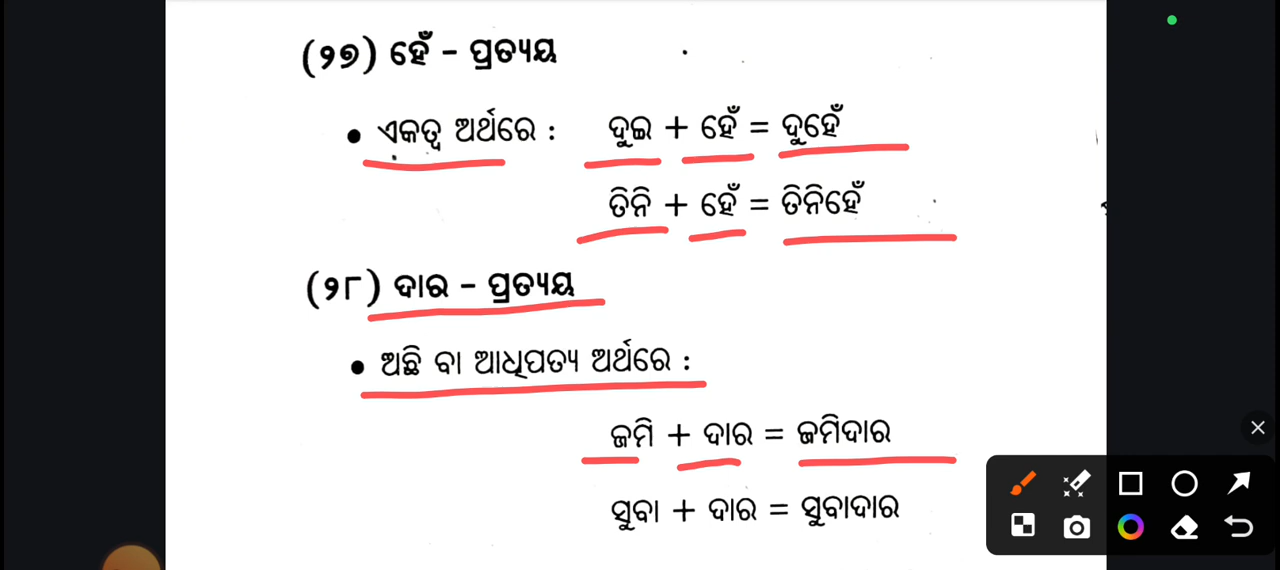 (୨୭) ହେଁ - ପ୍ରତ୍ୟୟ
• ଏକତ୍ୱ ଅର୍ଥରେ : ଦୁଇ + ହେଁ = ଦୁହେଁ
ତିନି + ହେଁ = ତିନିହେଁ
(୨୮) ଦାର - ପ୍ରତ୍ୟୟ
• ଅଛି ବା ଆଧିପତ୍ୟ ଅର୍ଥରେ :
ଜମି + ଦାର = ଜମିଦାର
ସୁବା + ଦାର = ସୁବାଦାର